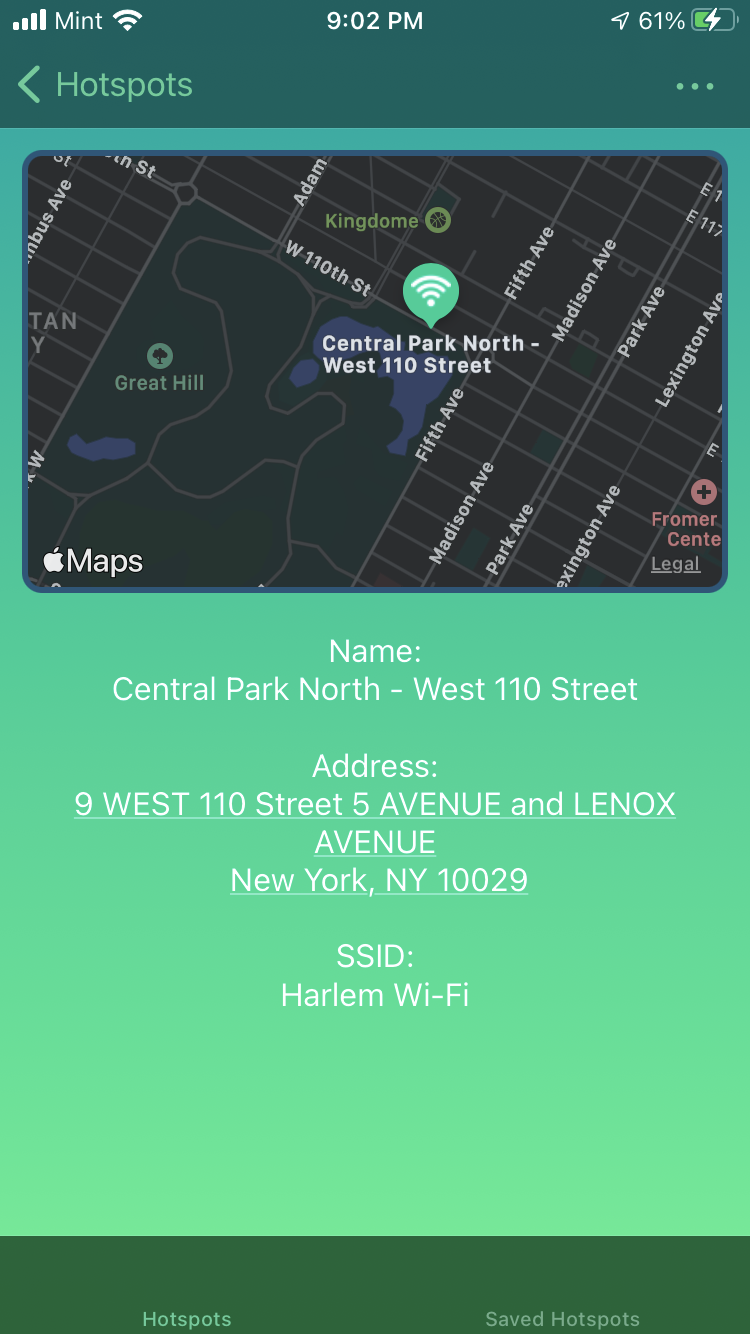 Mint
9:02 PM
61%
Hotspots
...
th St
Adam
E 1
E 117
mbus Ave
Kingdome
W 110th St
Fifth Ave
Madison Ave
Park Ave
Lexington Ave
TAN
Y
Central Park North -
West 110 Street
Great Hill
Fifth Ave
k W
Madison Ave
Park Ave
exington Ave
E
Fromer
Cente
Maps
Legal
Name:
Central Park North - West 110 Street
Address:
9 WEST 110 Street 5 AVENUE and LENOX
AVENUE
New York, NY 10029
SSID:
Harlem Wi-Fi
Hotspots
Saved Hotspots